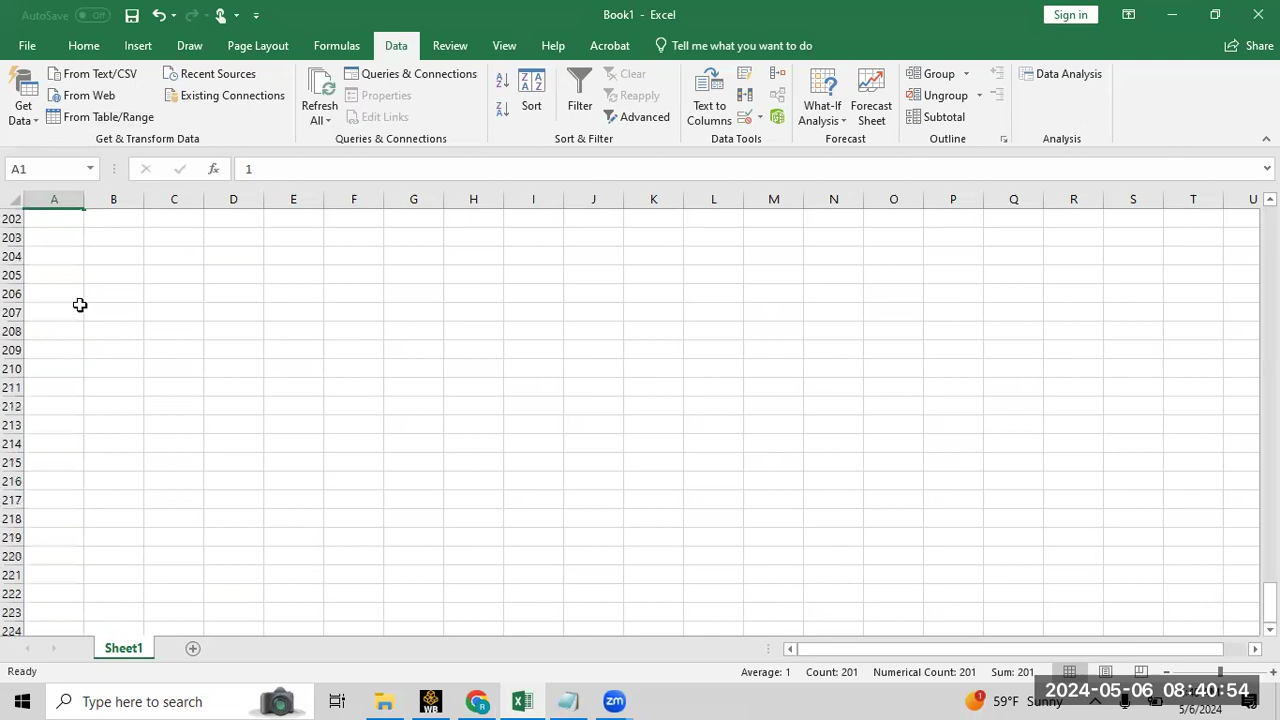 AutoSave Off Book1 - Excel Sign in
File Home Insert Draw Page Layout Formulas Data Review View Help Acrobat Tell me what you want to do Share
From Text/CSV Recent Sources Queries & Connections Clear Group Data Analysis
From Web Existing Connections Properties Reapply Ungroup
From Table/Range Edit Links Advanced Subtotal
Get Data
Refresh All
Sort
Filter
Text to Columns
What-If Analysis
Forecast Sheet
Get & Transform Data Queries & Connections Sort & Filter Data Tools Forecast Outline Analysis
A1 fx 1
A B C D E F G H I J K L M N O P Q R S T U
202
203
204
205
206
207
208
209
210
211
212
213
214
215
216
217
218
219
220
221
222
223
224
Sheet1
Ready Average: 1 Count: 201 Numerical Count: 201 Sum: 201
Type here to search WB zm 1 59°F Sunny
2024-05-06 08:40:54
5/6/2024